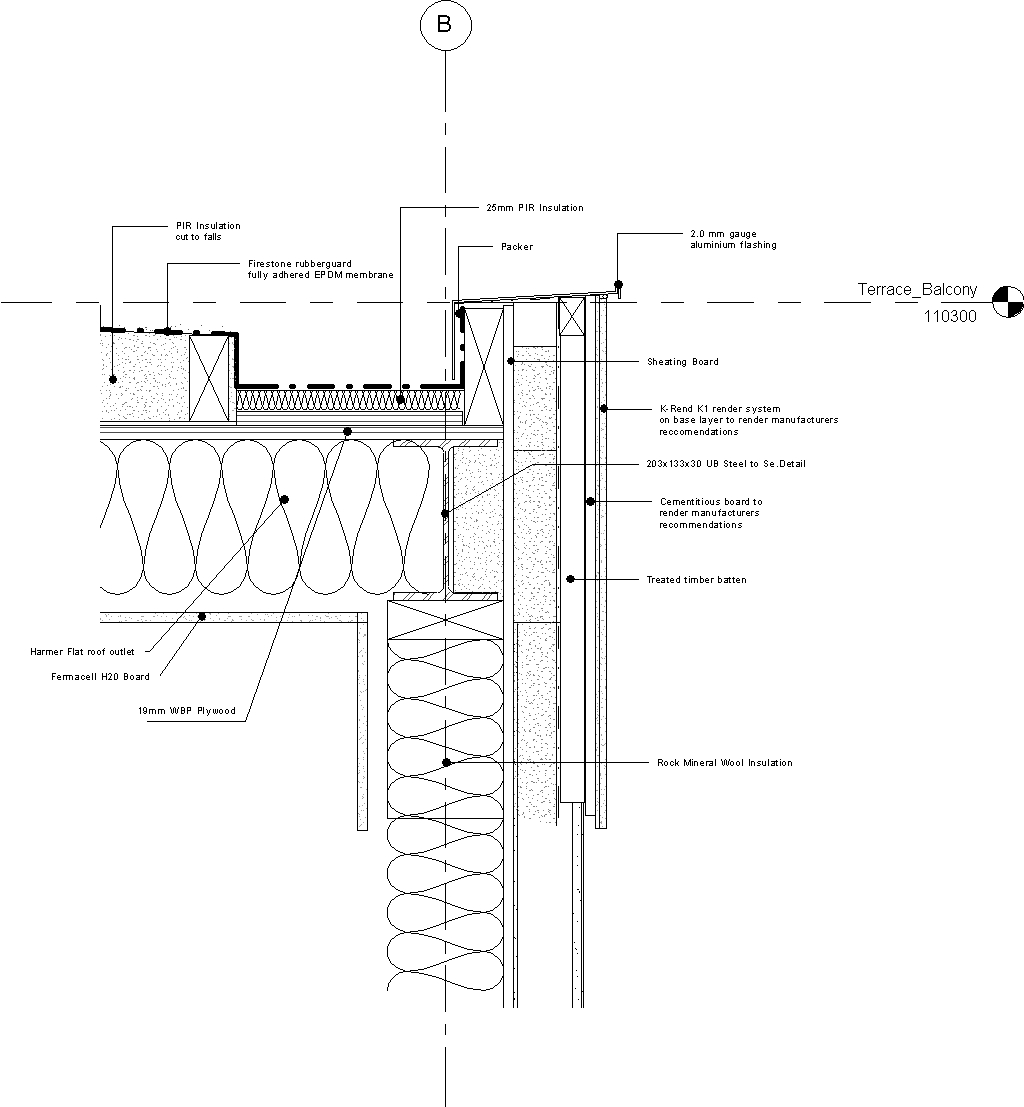 B
25mm PIR Insulation
PIR Insulation
cut to falls
2.0 mm gauge
aluminium flashing
Packer
Firestone rubberguard
fully adhered EPDM membrane
Terrace_Balcony
110300
Sheating Board
K-Rend K1 render system
on base layer to render manufacturers
reccomendations
203x133x30 UB Steel to Se.Detail
Cementitious board to
render manufacturers
recommendations
Treated timber batten
Harmer Flat roof outlet
Fermacell H20 Board
19mm WBP Plywood
Rock Mineral Wool Insulation